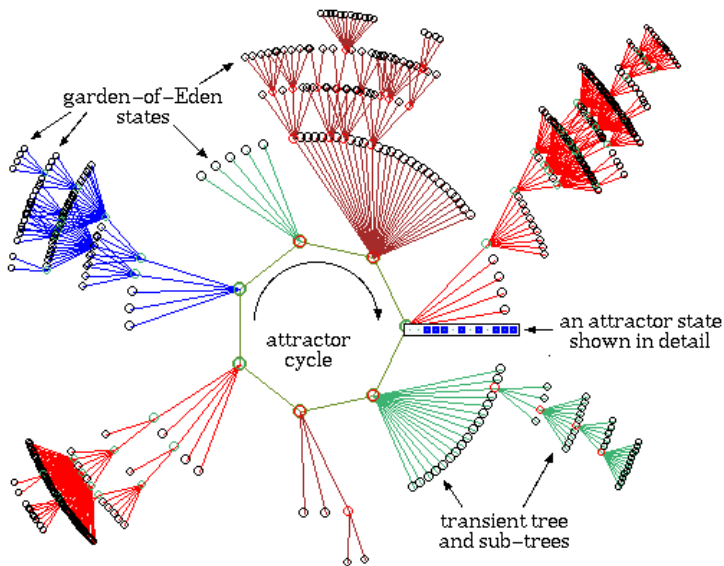 garden-of-Eden
states
attractor
cycle
an attractor state
shown in detail
transient tree
and sub-trees